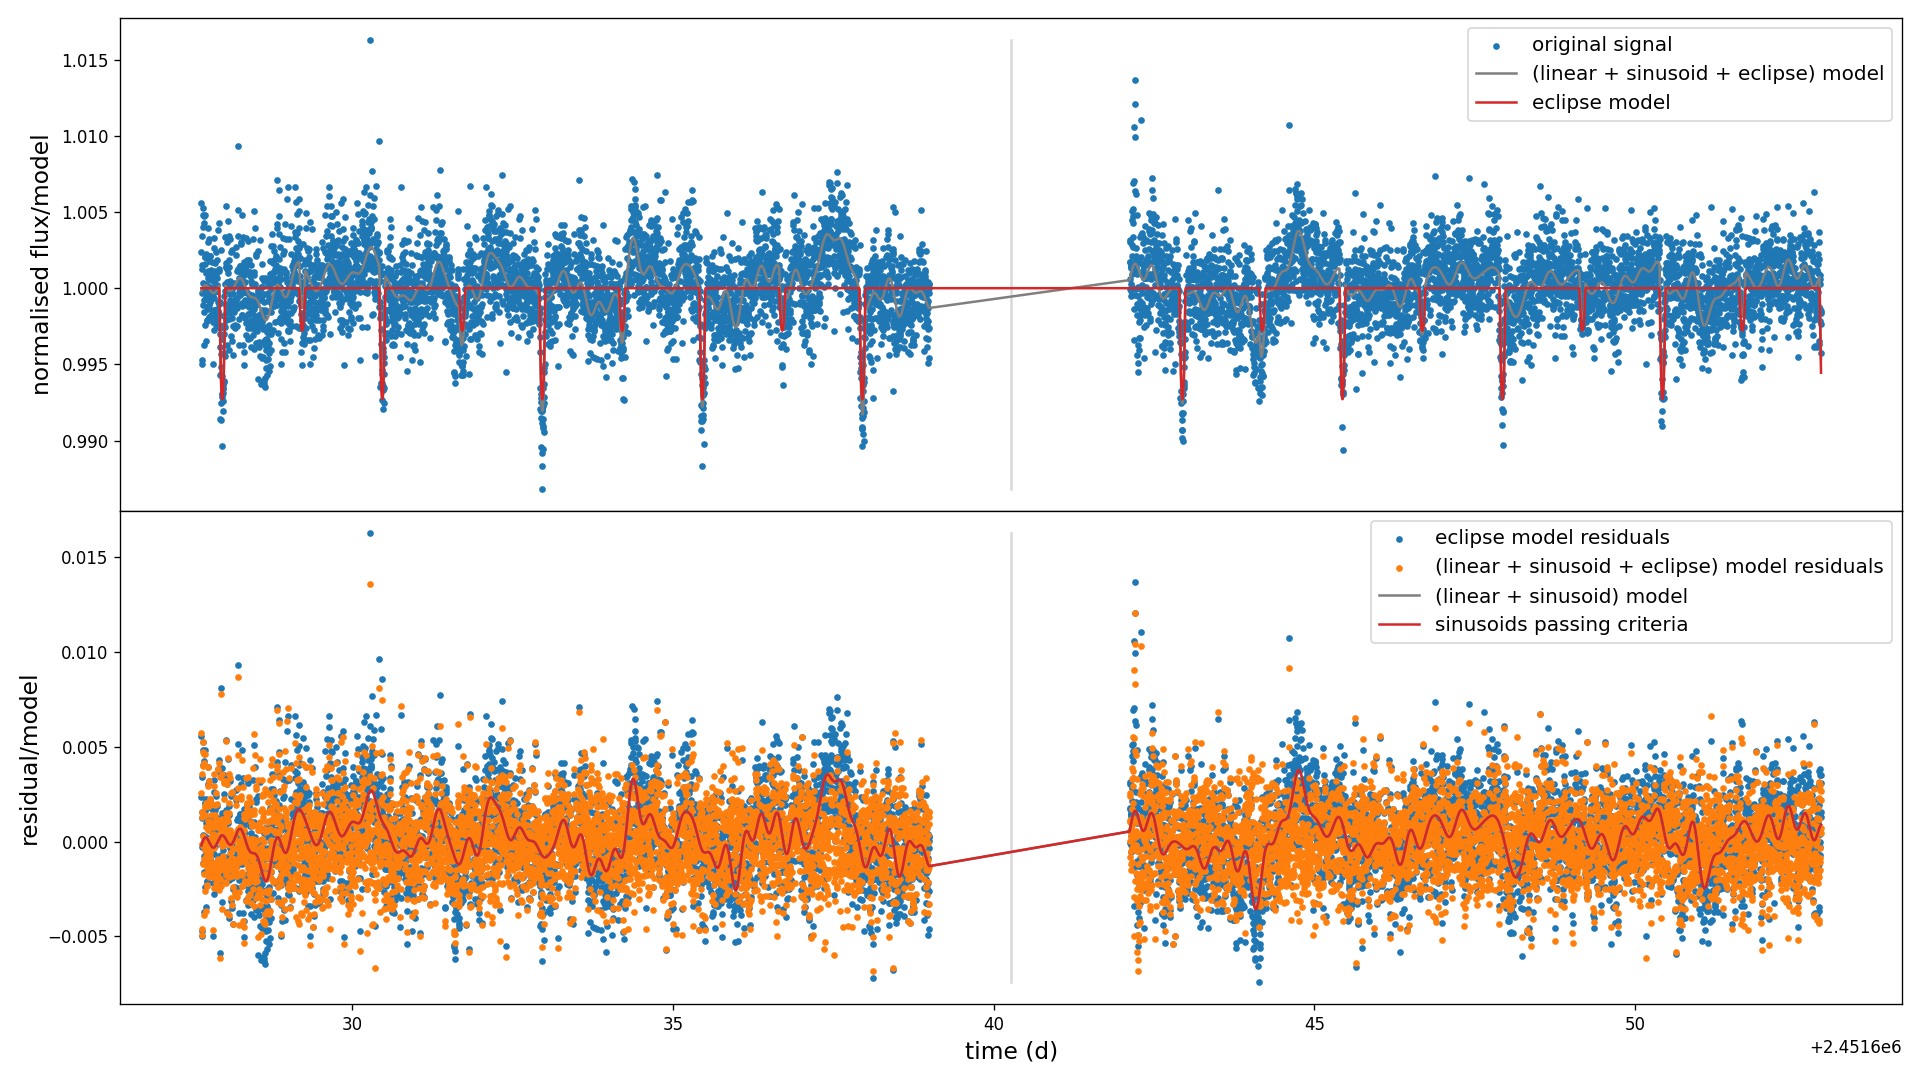 normalised flux/model
1.015
1.010
1.005
1.000
0.995
0.990
original signal
(linear + sinusoid + eclipse) model
eclipse model
residual/model
0.015
0.010
0.005
0.000
−0.005
eclipse model residuals
(linear + sinusoid + eclipse) model residuals
(linear + sinusoid) model
sinusoids passing criteria
30
35
40
45
50
time (d)
+2.4516e6